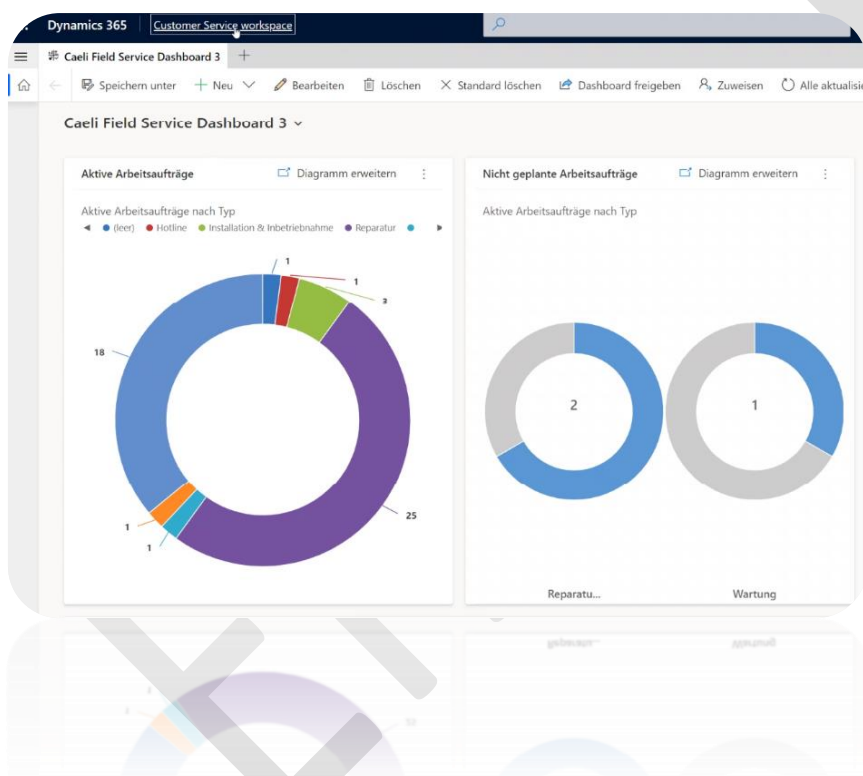 Dynamics 365 Customer Service workspace
Caeli Field Service Dashboard 3
Speichern unter Neu Bearbeiten Löschen Standard löschen Dashboard freigeben Zuweisen Alle aktualisie
Caeli Field Service Dashboard 3
Aktive Arbeitsaufträge Diagramm erweitern
Aktive Arbeitsaufträge nach Typ
(leer) Hotline Installation & Inbetriebnahme Reparatur
1
1
3
18
25
1
1
Nicht geplante Arbeitsaufträge Diagramm erweitern
Aktive Arbeitsaufträge nach Typ
2 1
Reparatu... Wartung